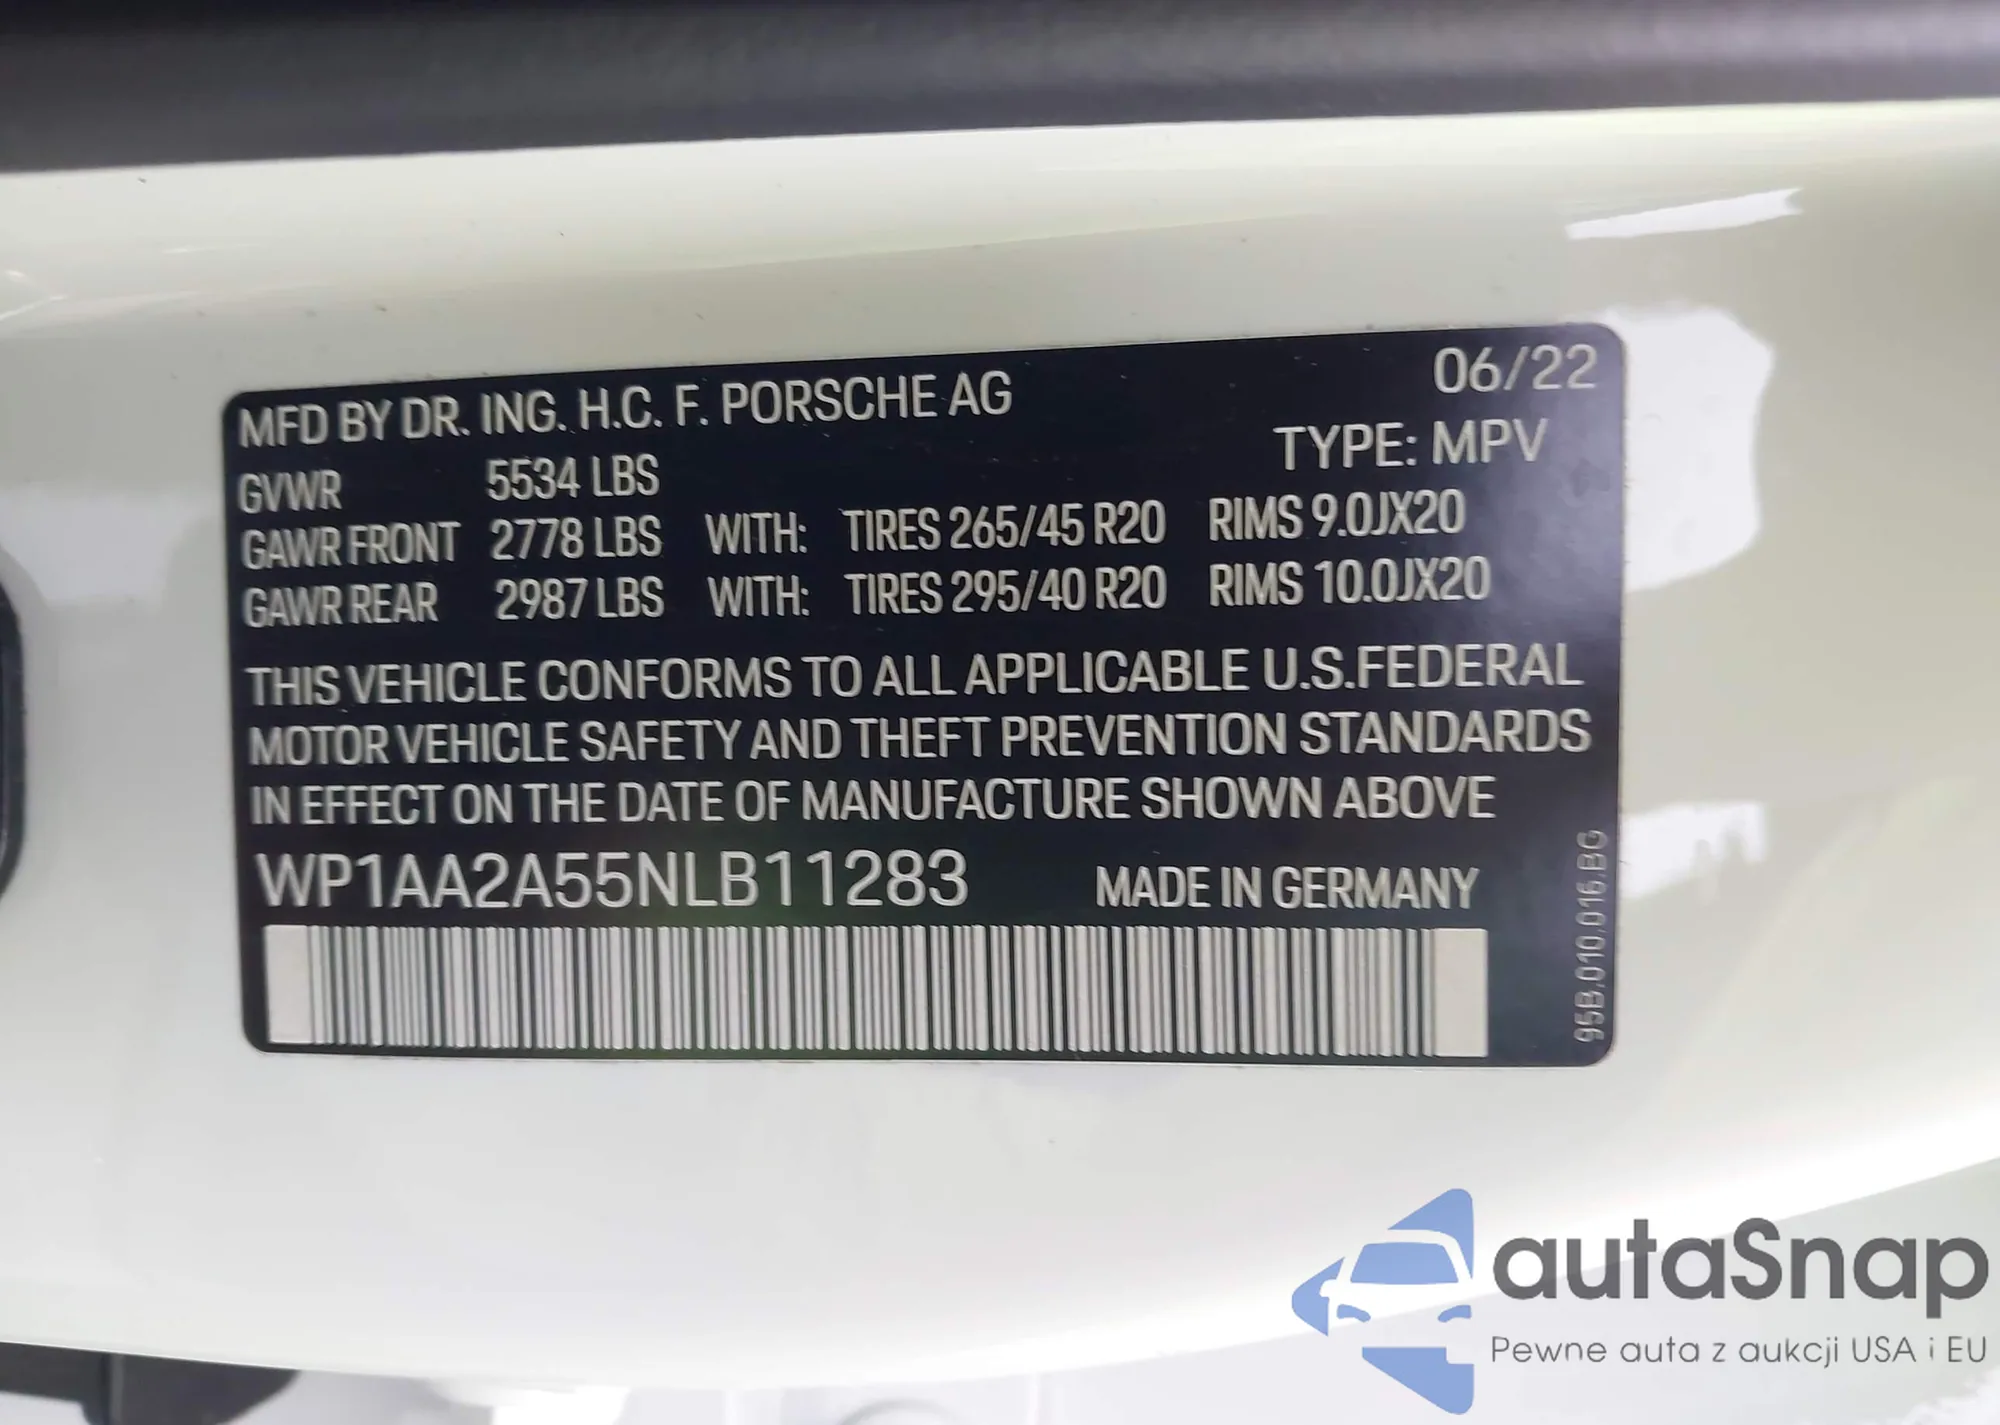 MFD BY DR. ING. H.C. F. PORSCHE AG 06/22
TYPE: MPV
GVWR 5534 LBS
GAWR FRONT 2778 LBS WITH: TIRES 265/45 R20 RIMS 9.0JX20
GAWR REAR 2987 LBS WITH: TIRES 295/40 R20 RIMS 10.0JX20
THIS VEHICLE CONFORMS TO ALL APPLICABLE U.S.FEDERAL
MOTOR VEHICLE SAFETY AND THEFT PREVENTION STANDARDS
IN EFFECT ON THE DATE OF MANUFACTURE SHOWN ABOVE
WP1AA2A55NLB11283 MADE IN GERMANY
95B.010.016.BG
autaSnap
Pewne auta z aukcji USA i EU